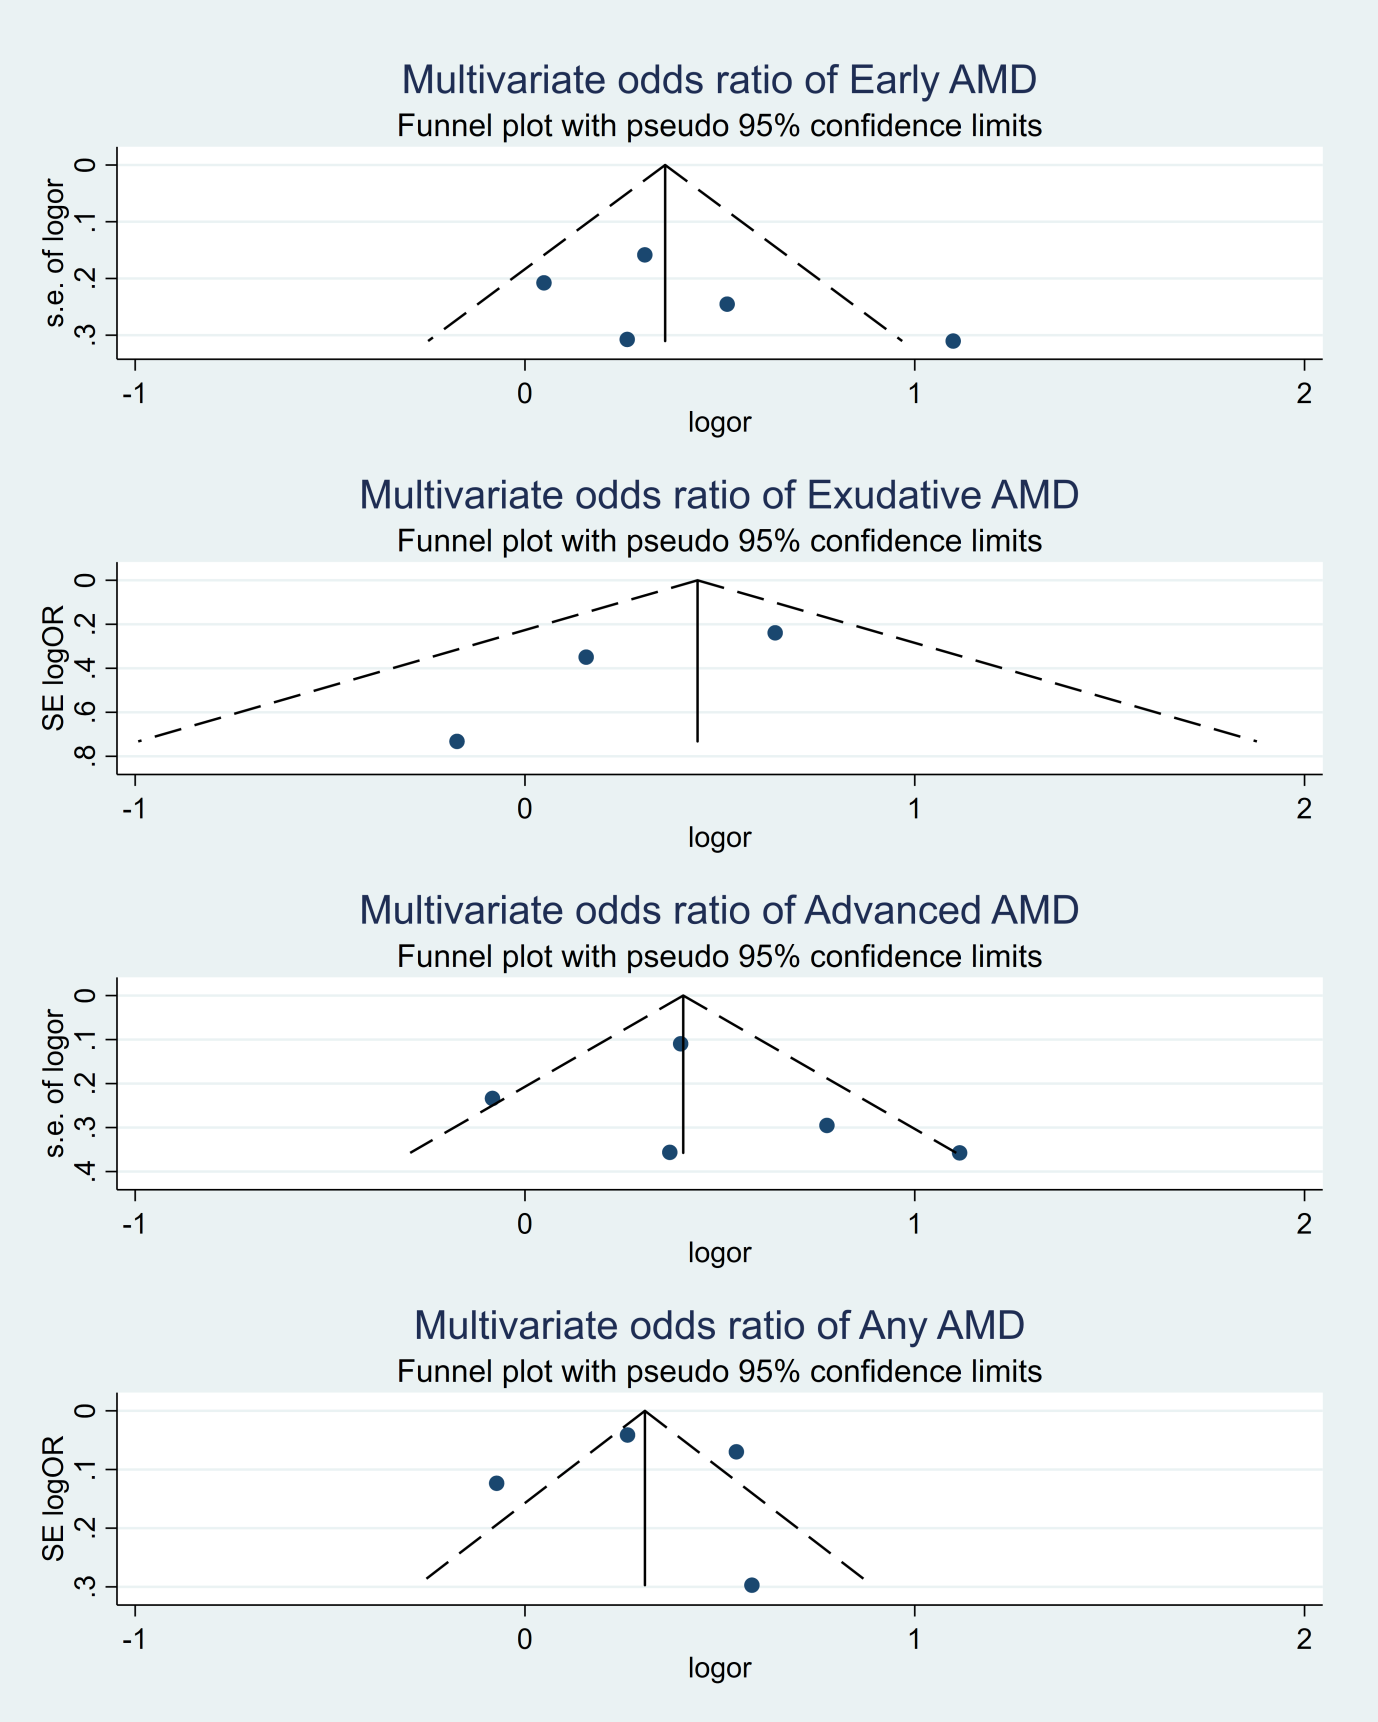 Multivariate odds ratio of Early AMD
Funnel plot with pseudo 95% confidence limits
s.e. of logor
0
.1
.2
.3
-1 0 1 2
logor
Multivariate odds ratio of Exudative AMD
Funnel plot with pseudo 95% confidence limits
SE logOR
0
.2
.4
.6
.8
-1 0 1 2
logor
Multivariate odds ratio of Advanced AMD
Funnel plot with pseudo 95% confidence limits
s.e. of logor
0
.1
.2
.3
.4
-1 0 1 2
logor
Multivariate odds ratio of Any AMD
Funnel plot with pseudo 95% confidence limits
SE logOR
0
.1
.2
.3
-1 0 1 2
logor